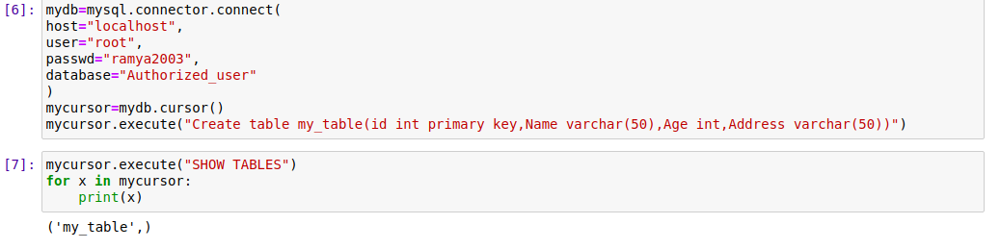 [6]: mydb=mysql.connector.connect(
host="localhost",
user="root",
passwd="ramya2003",
database="Authorized_user"
)
mycursor=mydb.cursor()
mycursor.execute("Create table my_table(id int primary key,Name varchar(50),Age int,Address varchar(50))")
[7]: mycursor.execute("SHOW TABLES")
for x in mycursor:
    print(x)
('my_table',)